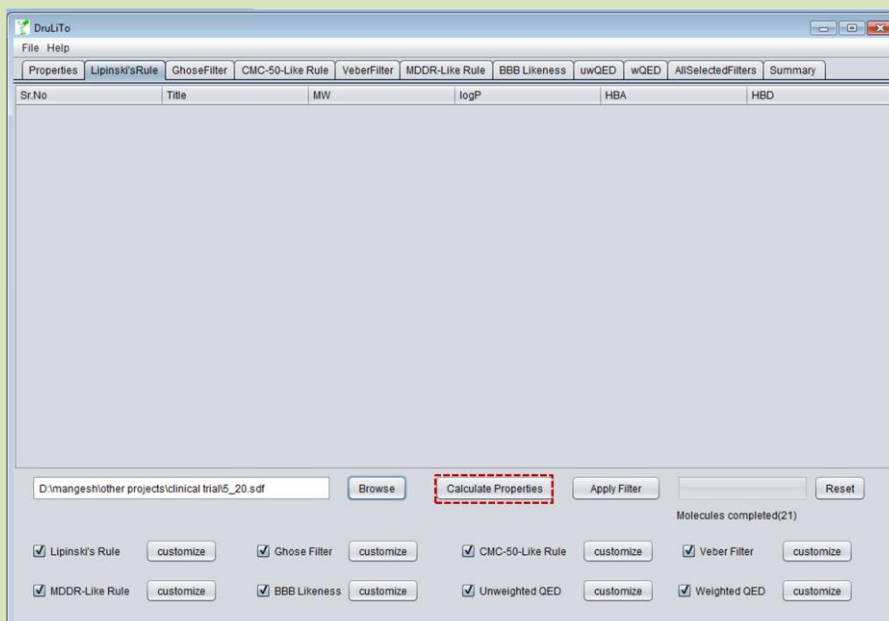 DruLiTo
File Help
Properties Lipinski'sRule GhoseFilter CMC-50-Like Rule VeberFilter MDDR-Like Rule BBB Likeness uwQED wQED AllSelectedFilters Summary
Sr.No Title MW logP HBA HBD
D:\mangesh\other projects\clinical trial\5_20.sdf Browse Calculate Properties Apply Filter Reset
Molecules completed(21)
Lipinski's Rule customize Ghose Filter customize CMC-50-Like Rule customize Veber Filter customize
MDDR-Like Rule customize BBB Likeness customize Unweighted QED customize Weighted QED customize